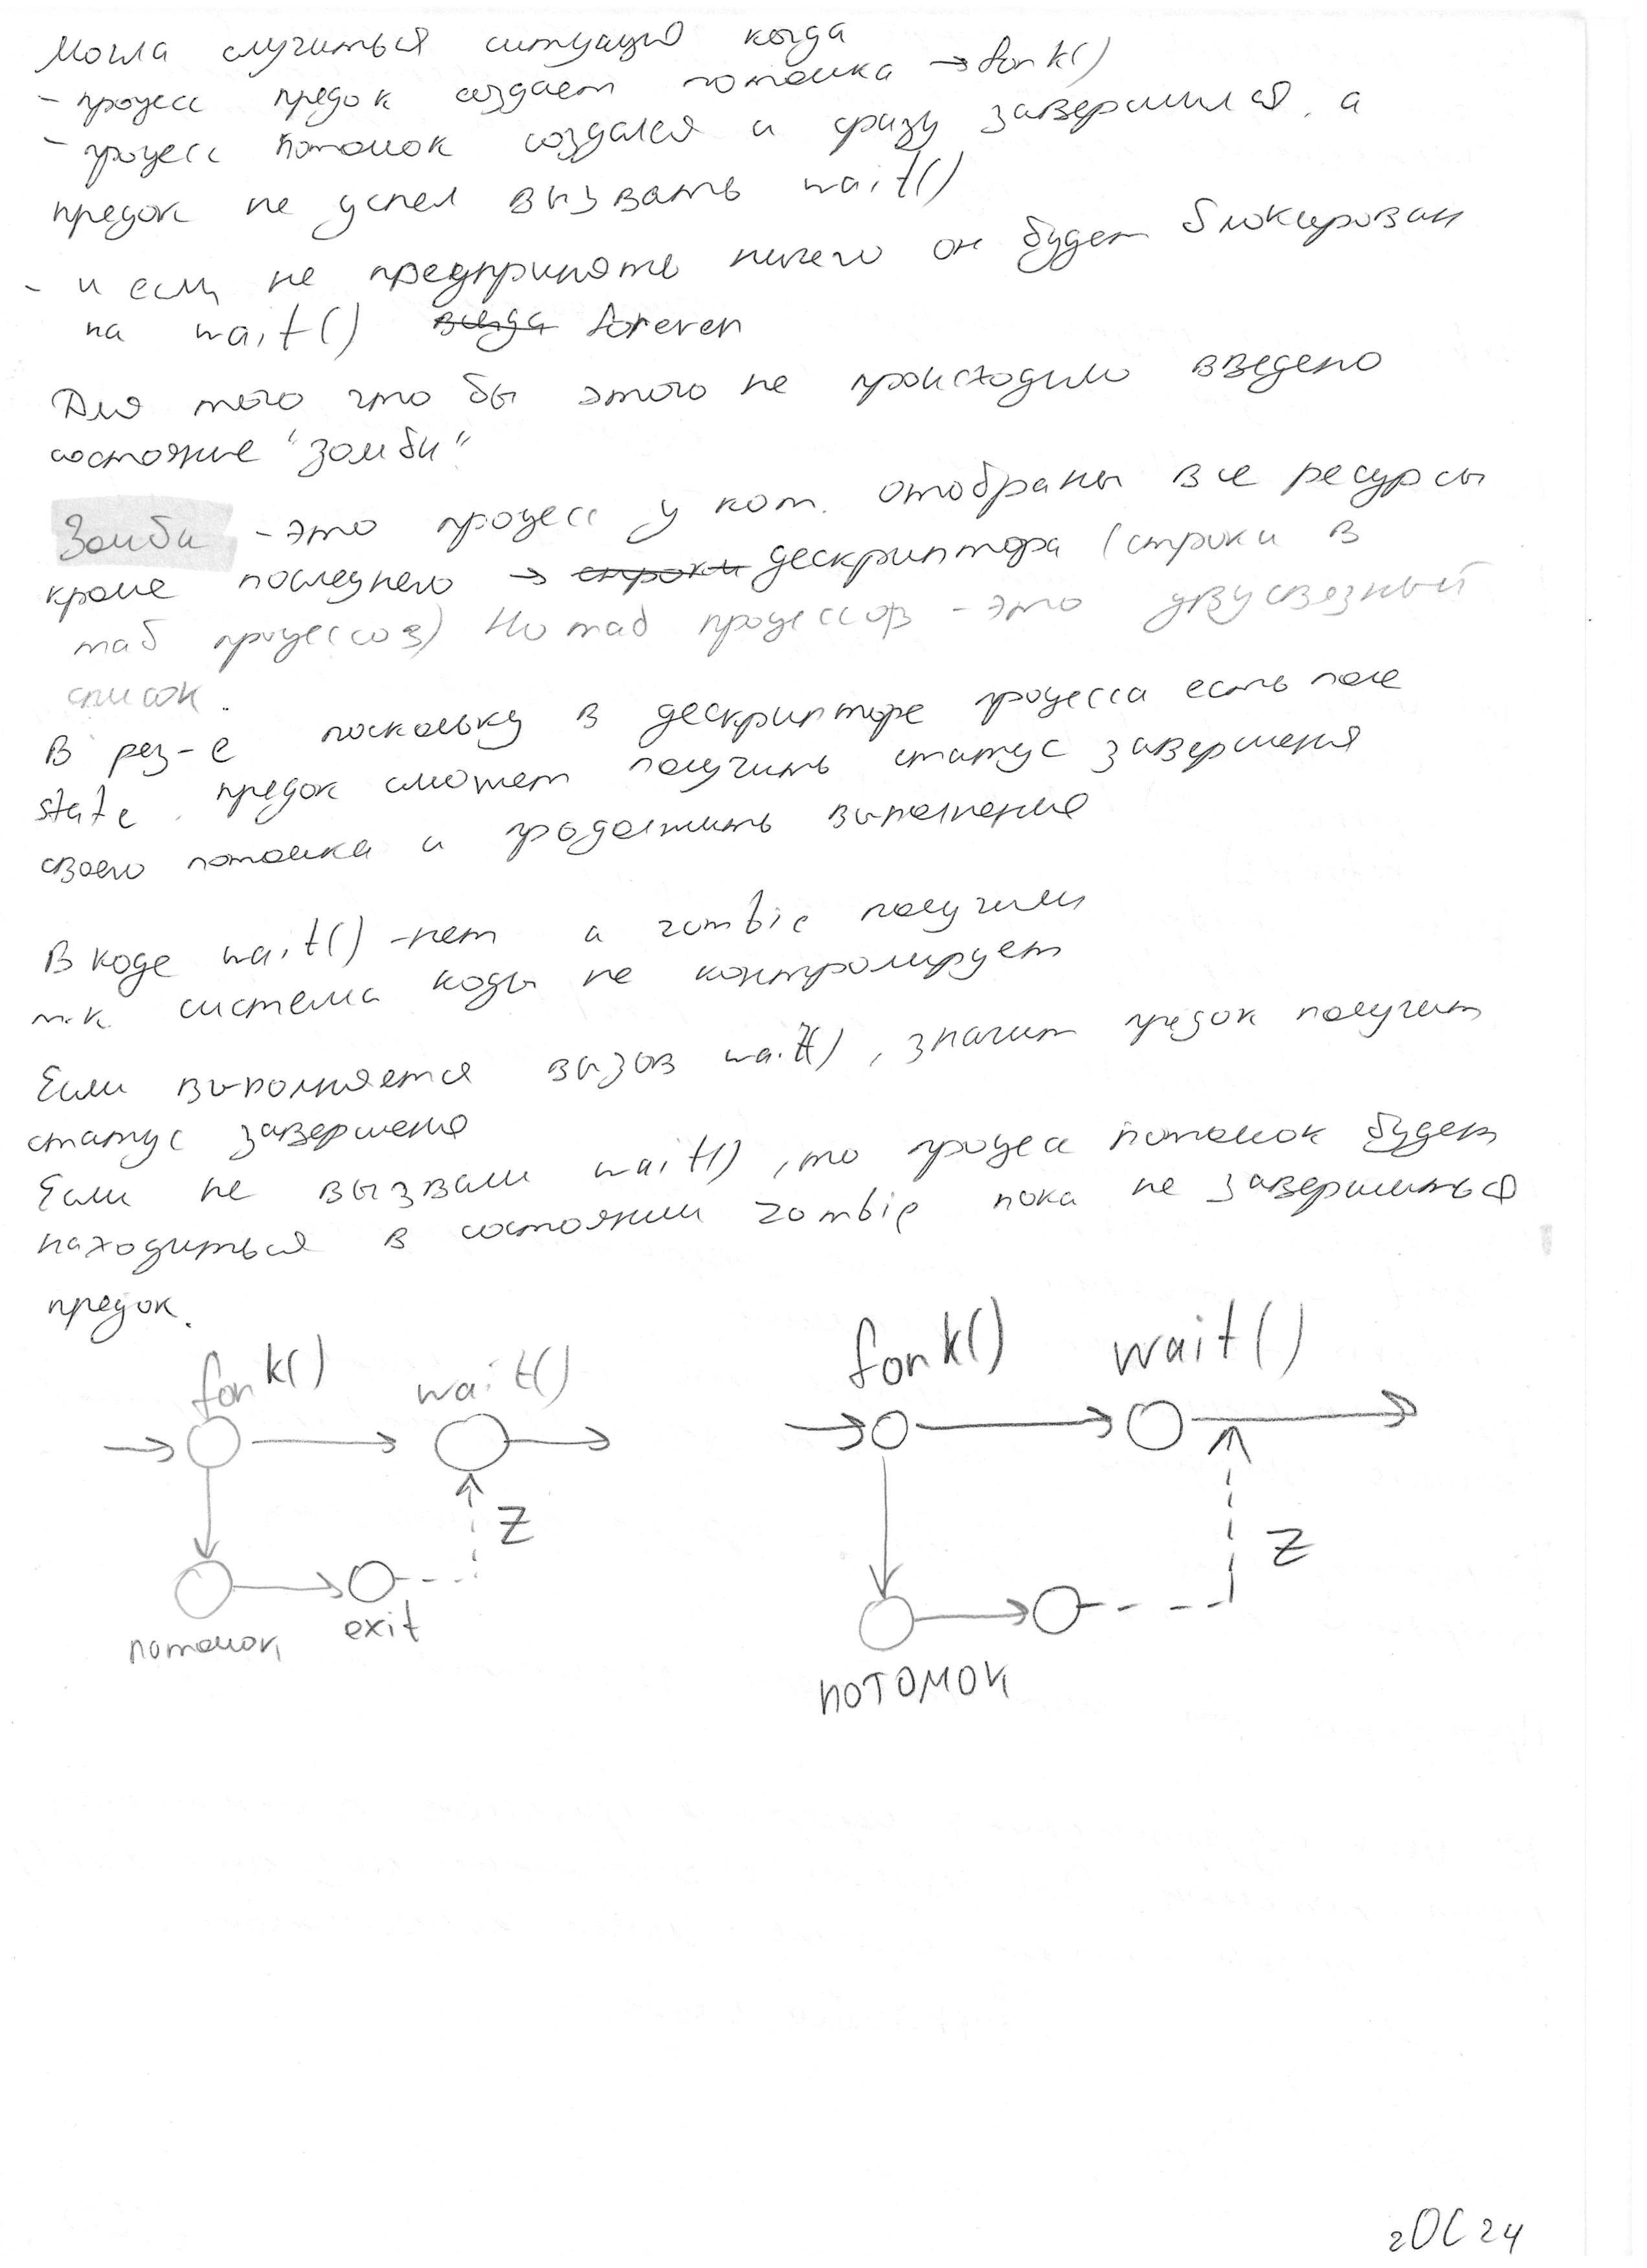 Могла случиться ситуация когда
- процесс предок создает потомка → fork()
- процесс потомок создался и сразу завершился, а
предок не успел вызвать wait()
- и если не предпринять ничего он будет блокирован
на wait() всегда forever
Для того что бы этого не происходило введено
состояние "зомби"
Зомби - это процесс у кот. отобраны все ресурсы
кроме последнего → строки дескриптора (строки в
таб процессов) Но таб процессов - это двусвязный
список.
В рез-е поскольку в дескрипторе процесса есть поле
state, предок сможет получить статус завершения
своего потомка и продолжить выполнение
В коде wait() - нет а zombie получили
т.к. система коды не контролирует
Если выполняется вызов wait(), значит предок получит
статус завершения
Если не вызвали wait(), то процесс потомок будет
находиться в состоянии zombie пока не завершиться
предок.
fork() wait()
Z
exit
потомок
fork() wait()
Z
потомок
2ОС 24